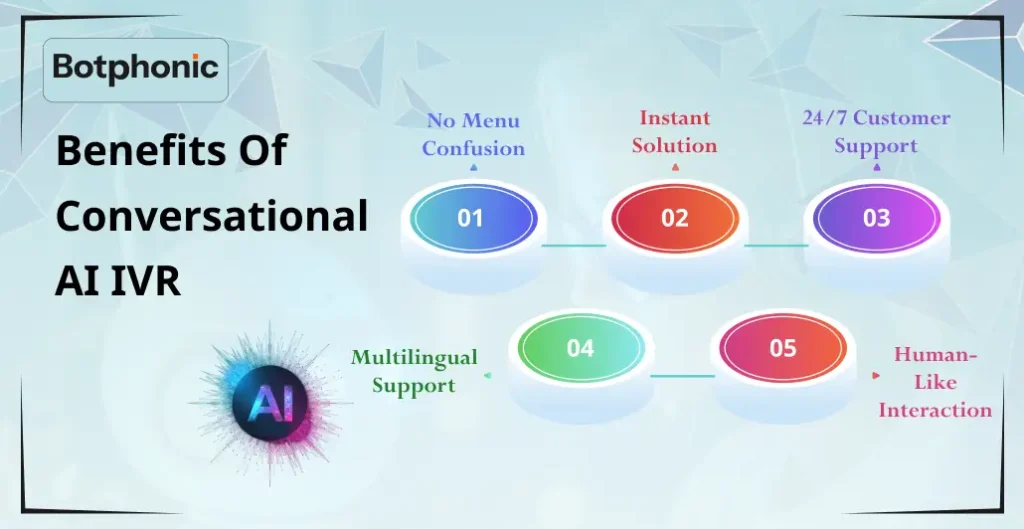 Botphonic
Benefits Of
Conversational
AI IVR
No Menu
Confusion
01
Instant
Solution
02
24/7 Customer
Support
03
Multilingual
Support
04
05
Human-
Like
Interaction
AI